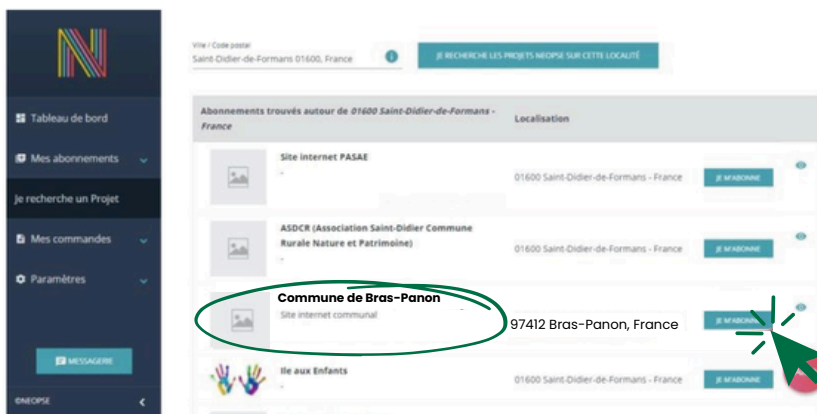 Ville / Code postal
Saint-Didier-de-Formans 01600, France
JE RECHERCHE LES PROJETS NEOPSE SUR CETTE LOCALITÉ
Tableau de bord
Mes abonnements
Je recherche un Projet
Mes commandes
Paramètres
MESSAGERIE
©NEOPSE
Abonnements trouvés autour de 01600 Saint-Didier-de-Formans -
France
Localisation
Site internet PASAE
-
01600 Saint-Didier-de-Formans - France
JE M'ABONNE
ASDCR (Association Saint-Didier Commune
Rurale Nature et Patrimoine)
-
01600 Saint-Didier-de-Formans - France
JE M'ABONNE
Commune de Bras-Panon
Site internet communal
97412 Bras-Panon, France
JE M'ABONNE
Ile aux Enfants
-
01600 Saint-Didier-de-Formans - France
JE M'ABONNE